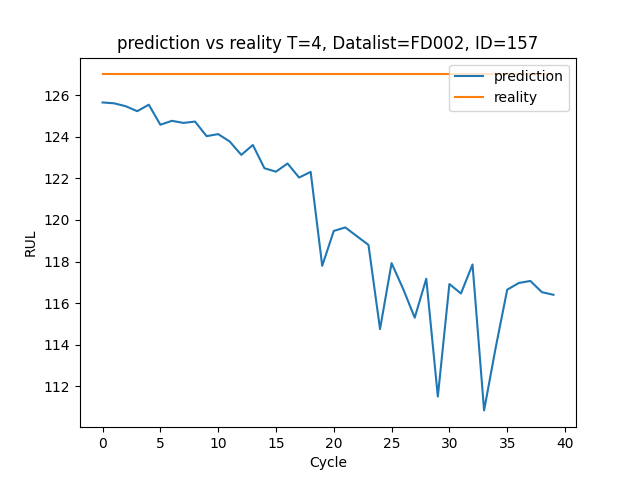 prediction vs reality T=4, Datalist=FD002, ID=157
prediction
reality
RUL
126
124
122
120
118
116
114
112
0 5 10 15 20 25 30 35 40
Cycle